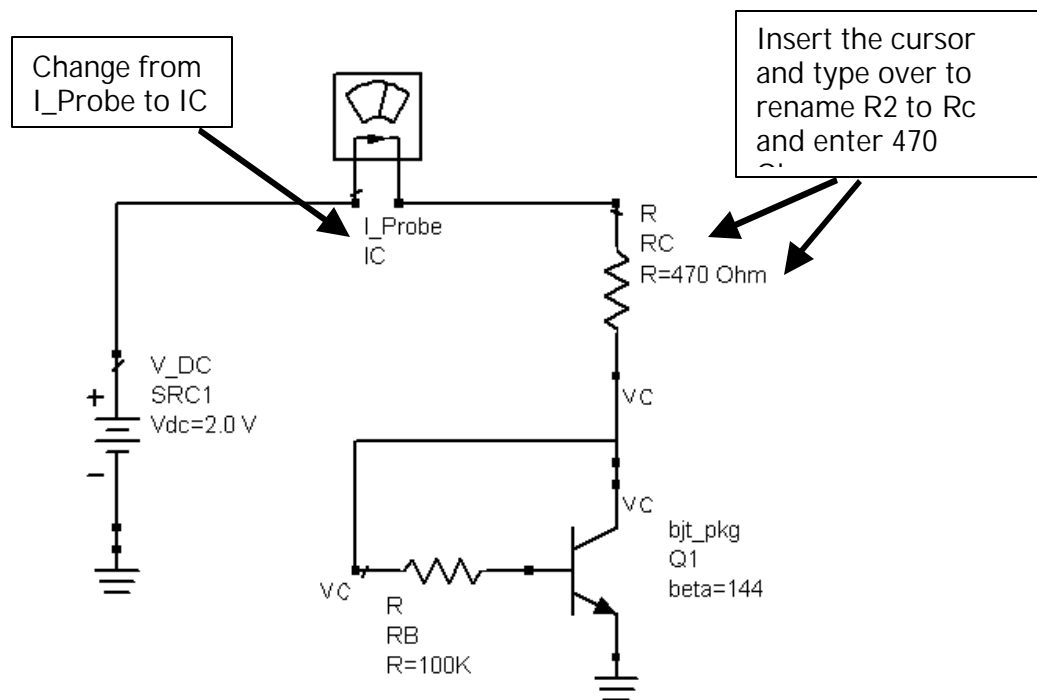 Change from
I_Probe to IC
Insert the cursor
and type over to
rename R2 to Rc
and enter 470
I_Probe
IC
R
RC
R=470 Ohm
V_DC
SRC1
Vdc=2.0 V
+
−
VC
VC
bjt_pkg
Q1
beta=144
VC
R
RB
R=100K